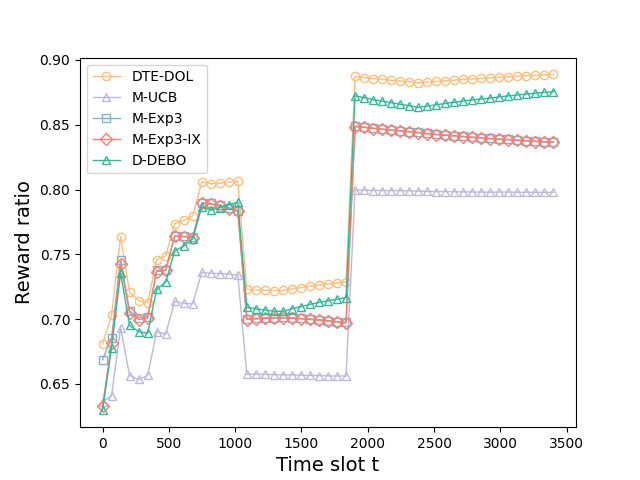 0.90
0.85
0.80
0.75
0.70
0.65
Reward ratio
DTE-DOL
M-UCB
M-Exp3
M-Exp3-IX
D-DEBO
0 500 1000 1500 2000 2500 3000 3500
Time slot t